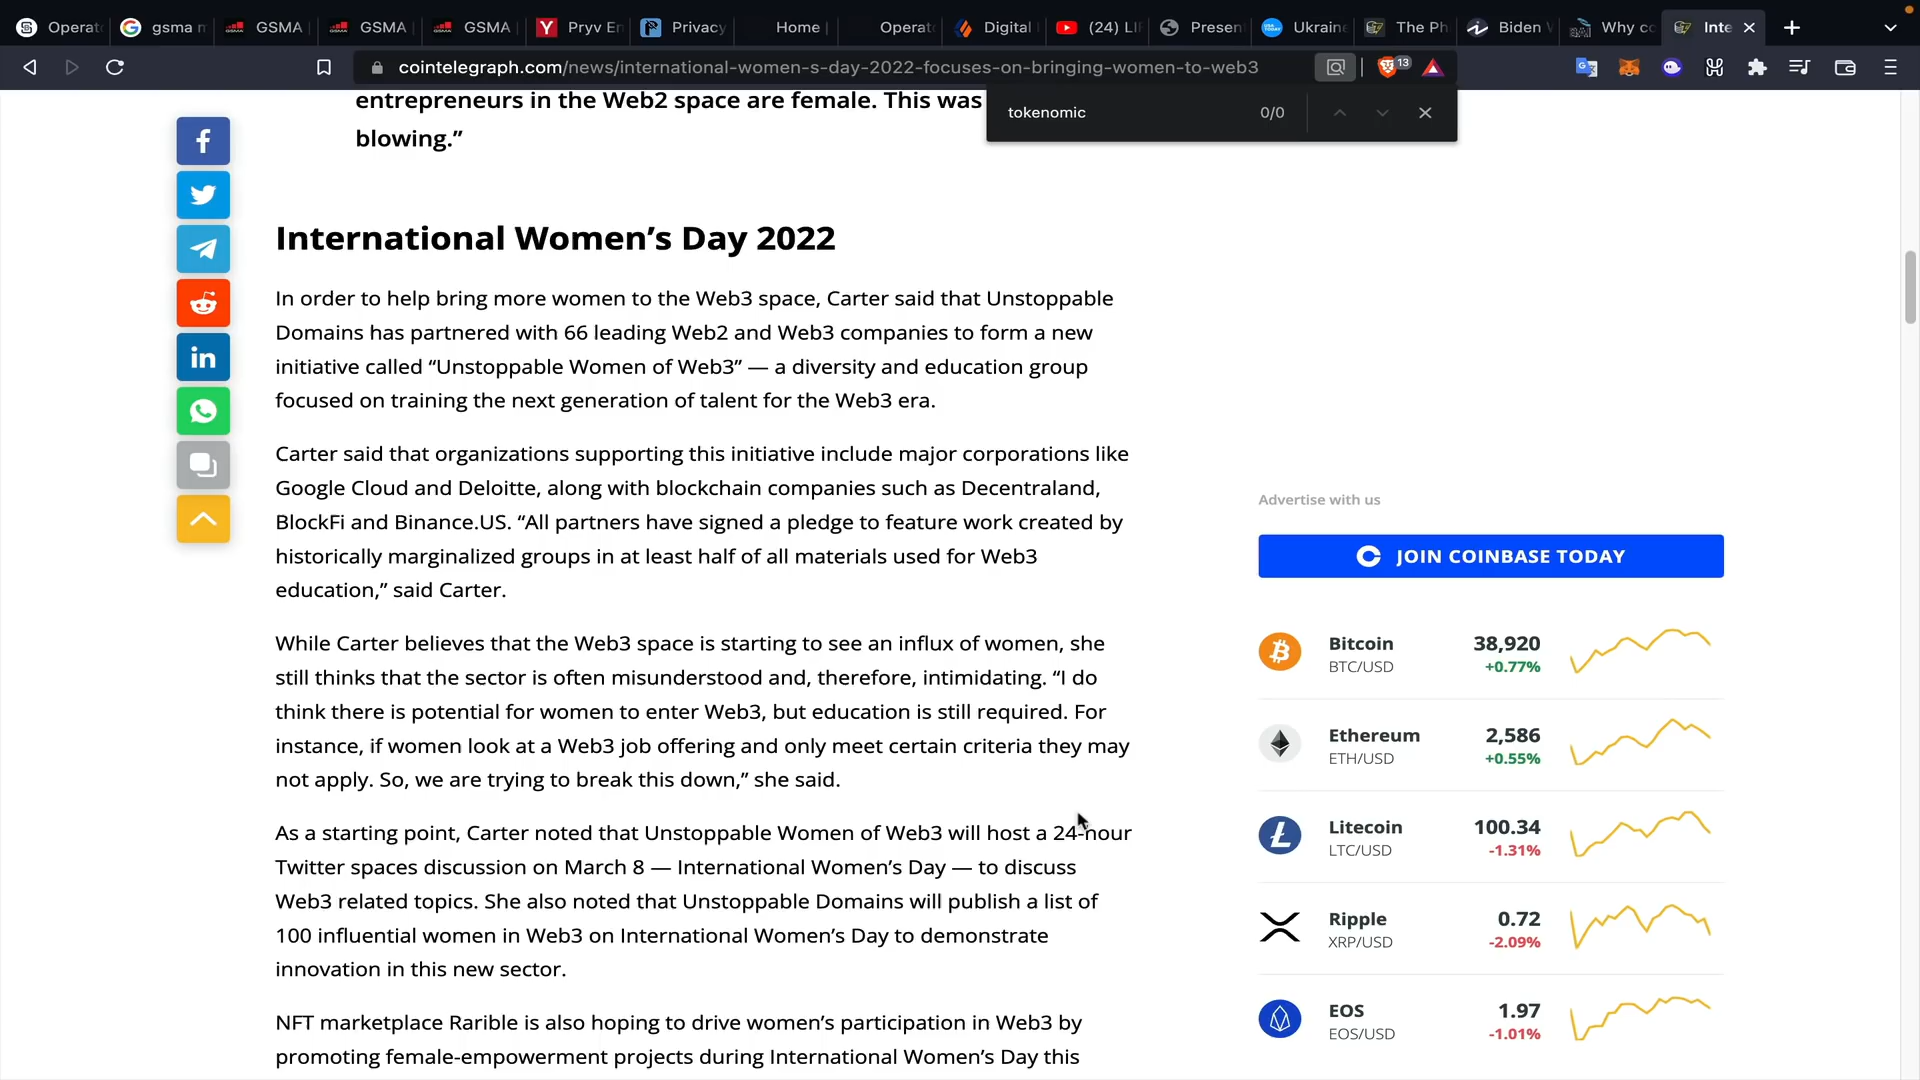 Operat
gsma m
GSMA
GSMA
GSMA
Pryv En
Privacy
Home
Operat
Digital
(24) LI
Presen
Ukrain
The Ph
Biden
Why co
Inte
cointelegraph.com/news/international-women-s-day-2022-focuses-on-bringing-women-to-web3
13
tokenomic
0/0
entrepreneurs in the Web2 space are female. This was
blowing.”
International Women’s Day 2022
In order to help bring more women to the Web3 space, Carter said that Unstoppable
Domains has partnered with 66 leading Web2 and Web3 companies to form a new
initiative called “Unstoppable Women of Web3” — a diversity and education group
focused on training the next generation of talent for the Web3 era.
Carter said that organizations supporting this initiative include major corporations like
Google Cloud and Deloitte, along with blockchain companies such as Decentraland,
BlockFi and Binance.US. “All partners have signed a pledge to feature work created by
historically marginalized groups in at least half of all materials used for Web3
education,” said Carter.
While Carter believes that the Web3 space is starting to see an influx of women, she
still thinks that the sector is often misunderstood and, therefore, intimidating. “I do
think there is potential for women to enter Web3, but education is still required. For
instance, if women look at a Web3 job offering and only meet certain criteria they may
not apply. So, we are trying to break this down,” she said.
As a starting point, Carter noted that Unstoppable Women of Web3 will host a 24-hour
Twitter spaces discussion on March 8 — International Women’s Day — to discuss
Web3 related topics. She also noted that Unstoppable Domains will publish a list of
100 influential women in Web3 on International Women’s Day to demonstrate
innovation in this new sector.
NFT marketplace Rarible is also hoping to drive women’s participation in Web3 by
promoting female-empowerment projects during International Women’s Day this
Advertise with us
JOIN COINBASE TODAY
Bitcoin 38,920
BTC/USD +0.77%
Ethereum 2,586
ETH/USD +0.55%
Litecoin 100.34
LTC/USD -1.31%
Ripple 0.72
XRP/USD -2.09%
EOS 1.97
EOS/USD -1.01%